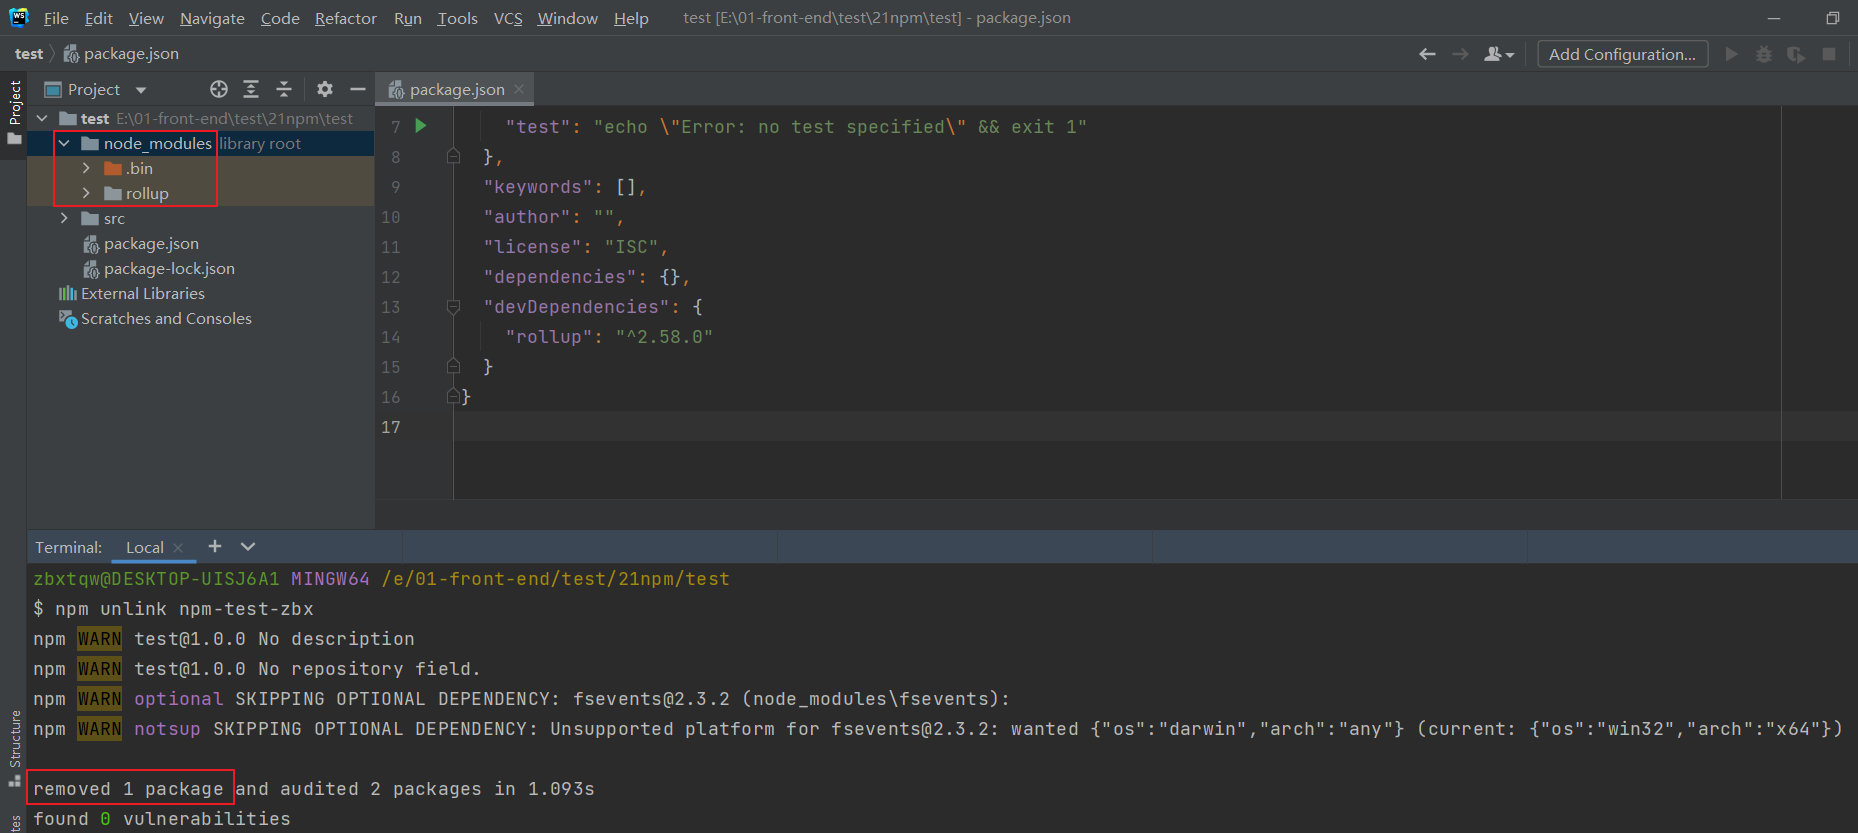 WS File Edit View Navigate Code Refactor Run Tools VCS Window Help test [E:\01-front-end\test\21npm\test] - package.json
test package.json Add Configuration...
Project
Project
package.json
test E:\01-front-end\test\21npm\test
node_modules library root
.bin
rollup
src
package.json
package-lock.json
External Libraries
Scratches and Consoles
7 "test": "echo \"Error: no test specified\" && exit 1"
8 },
9 "keywords": [],
10 "author": "",
11 "license": "ISC",
12 "dependencies": {},
13 "devDependencies": {
14 "rollup": "^2.58.0"
15 }
16 }
17
Terminal: Local
zbxtqw@DESKTOP-UISJ6A1 MINGW64 /e/01-front-end/test/21npm/test
$ npm unlink npm-test-zbx
npm WARN test@1.0.0 No description
npm WARN test@1.0.0 No repository field.
npm WARN optional SKIPPING OPTIONAL DEPENDENCY: fsevents@2.3.2 (node_modules\fsevents):
npm WARN notsup SKIPPING OPTIONAL DEPENDENCY: Unsupported platform for fsevents@2.3.2: wanted {"os":"darwin","arch":"any"} (current: {"os":"win32","arch":"x64"})
Structure
removed 1 package and audited 2 packages in 1.093s
found 0 vulnerabilities